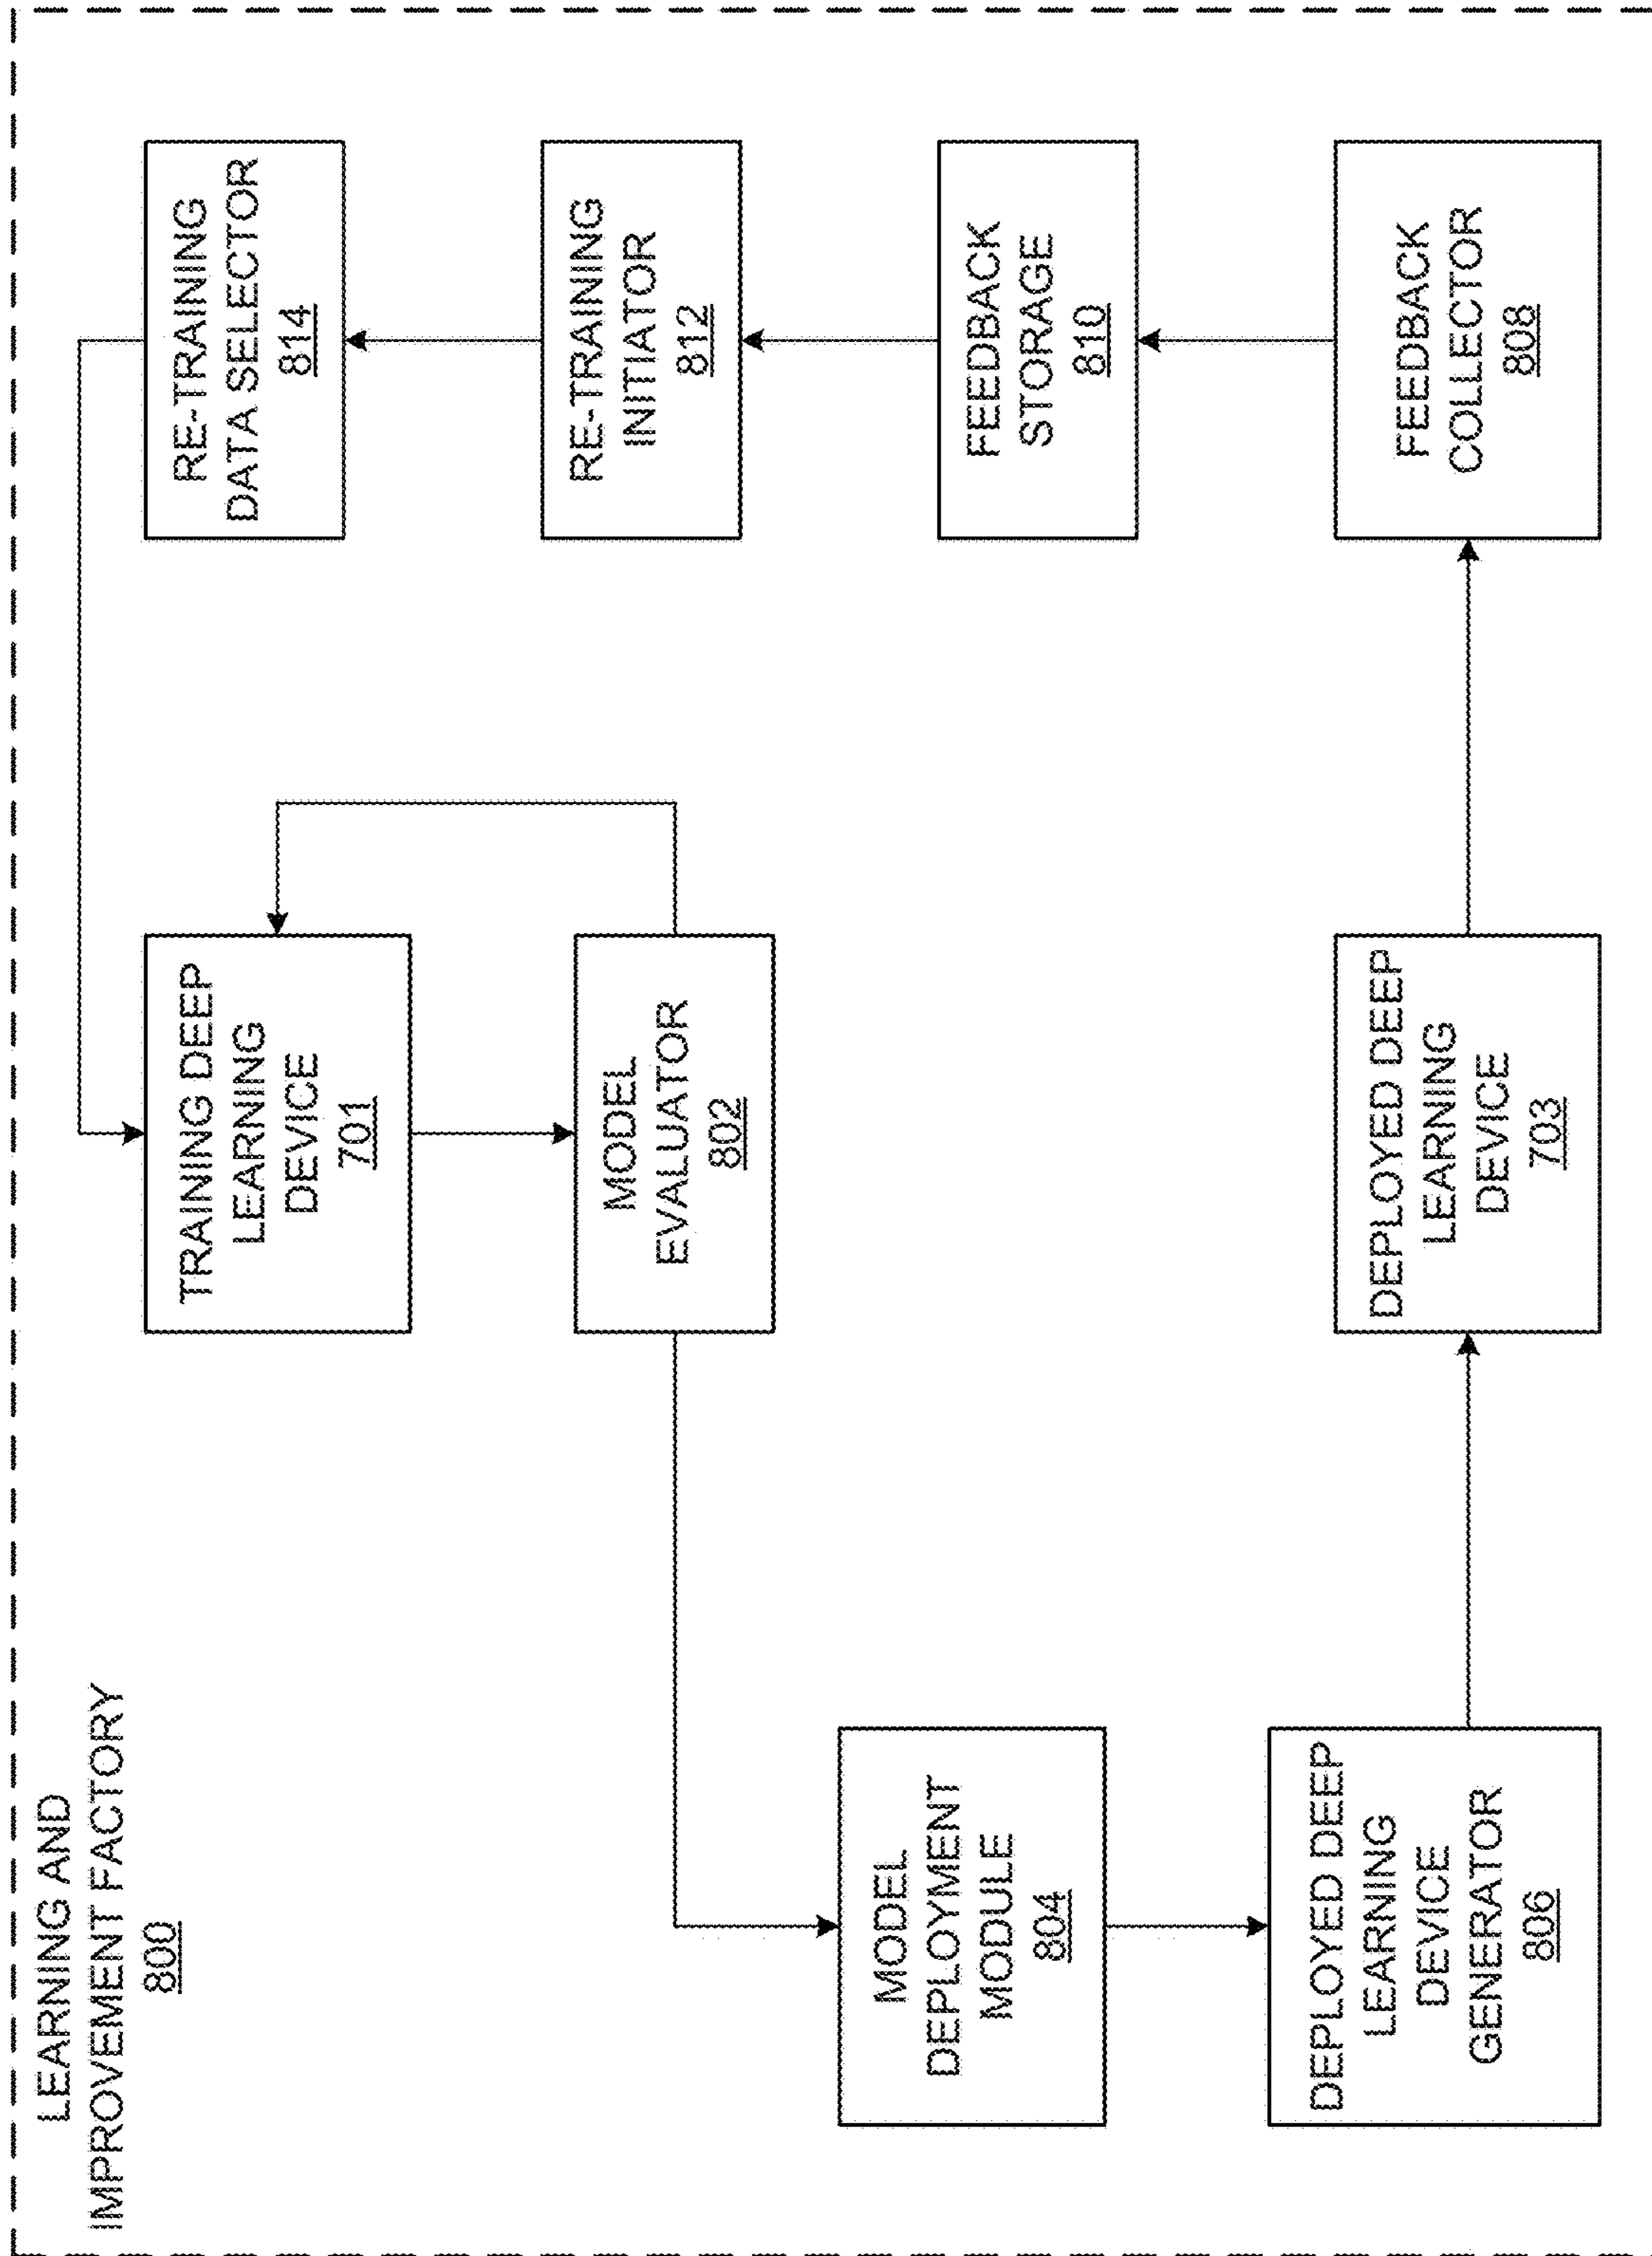 LEARNING AND
IMPROVEMENT FACTORY
800
TRAINING DEEP
LEARNING
DEVICE
701
RE-TRAINING
DATA SELECTOR
814
MODEL
EVALUATOR
802
RE-TRAINING
INITIATOR
812
MODEL
DEPLOYMENT
MODULE
804
FEEDBACK
STORAGE
810
DEPLOYED DEEP
LEARNING
DEVICE
GENERATOR
806
DEPLOYED DEEP
LEARNING
DEVICE
703
FEEDBACK
COLLECTOR
808